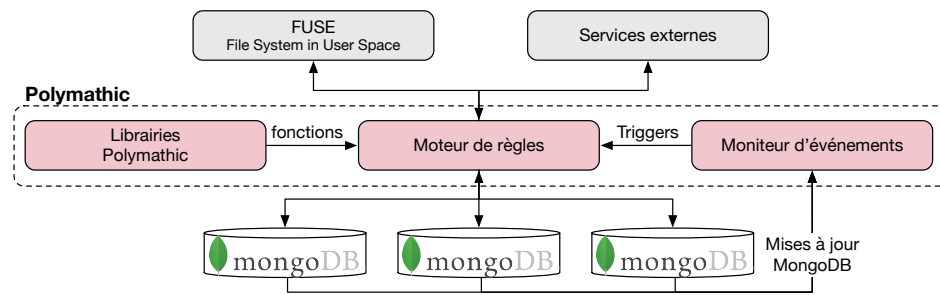 FUSE
File System in User Space
Services externes
Polymathic
Librairies
Polymathic
fonctions
Moteur de règles
Triggers
Moniteur d'événements
mongoDB
mongoDB
mongoDB
Mises à jour
MongoDB